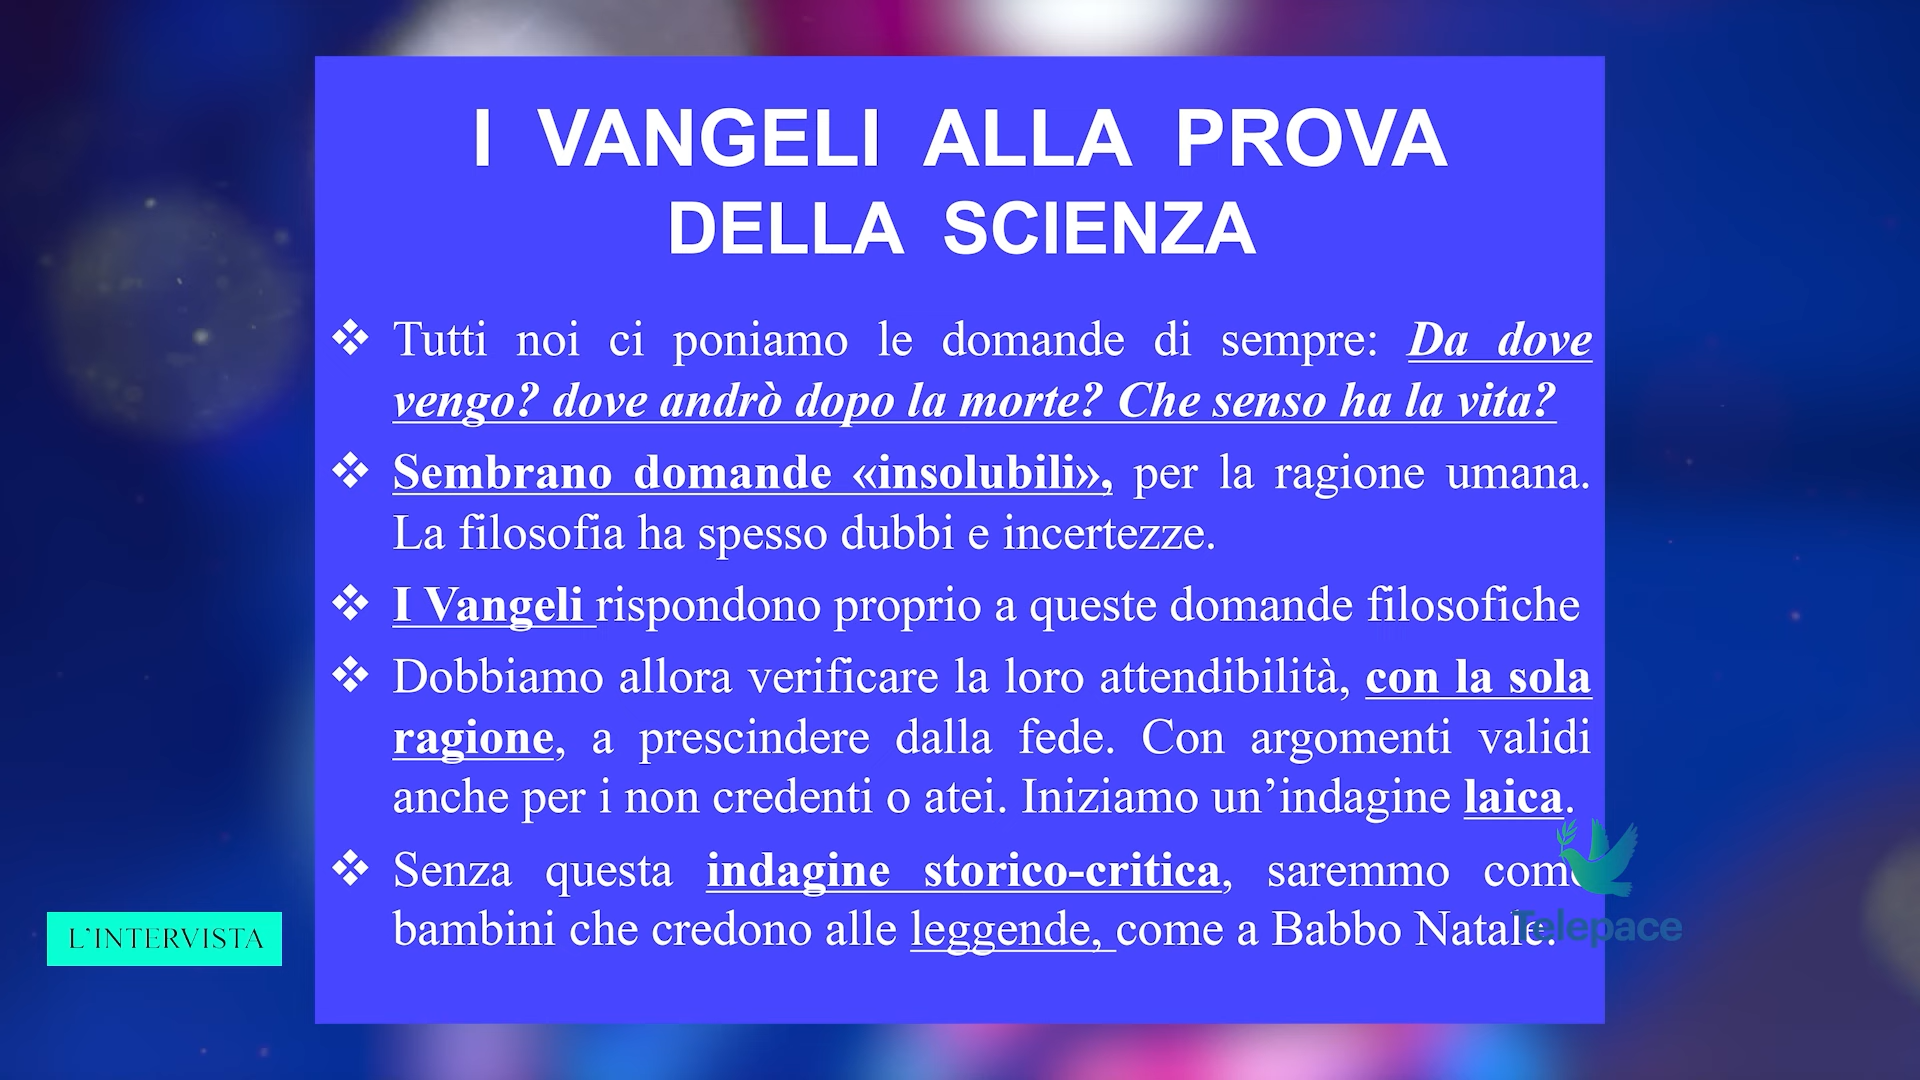 I VANGELI ALLA PROVA
DELLA SCIENZA
❖ Tutti noi ci poniamo le domande di sempre: Da dove
vengo? dove andrò dopo la morte? Che senso ha la vita?
❖ Sembrano domande «insolubili», per la ragione umana.
La filosofia ha spesso dubbi e incertezze.
❖ I Vangeli rispondono proprio a queste domande filosofiche
❖ Dobbiamo allora verificare la loro attendibilità, con la sola
ragione, a prescindere dalla fede. Con argomenti validi
anche per i non credenti o atei. Iniziamo un’indagine laica.
❖ Senza questa indagine storico-critica, saremmo come
bambini che credono alle leggende, come a Babbo Natale.
L'INTERVISTA
Telepace